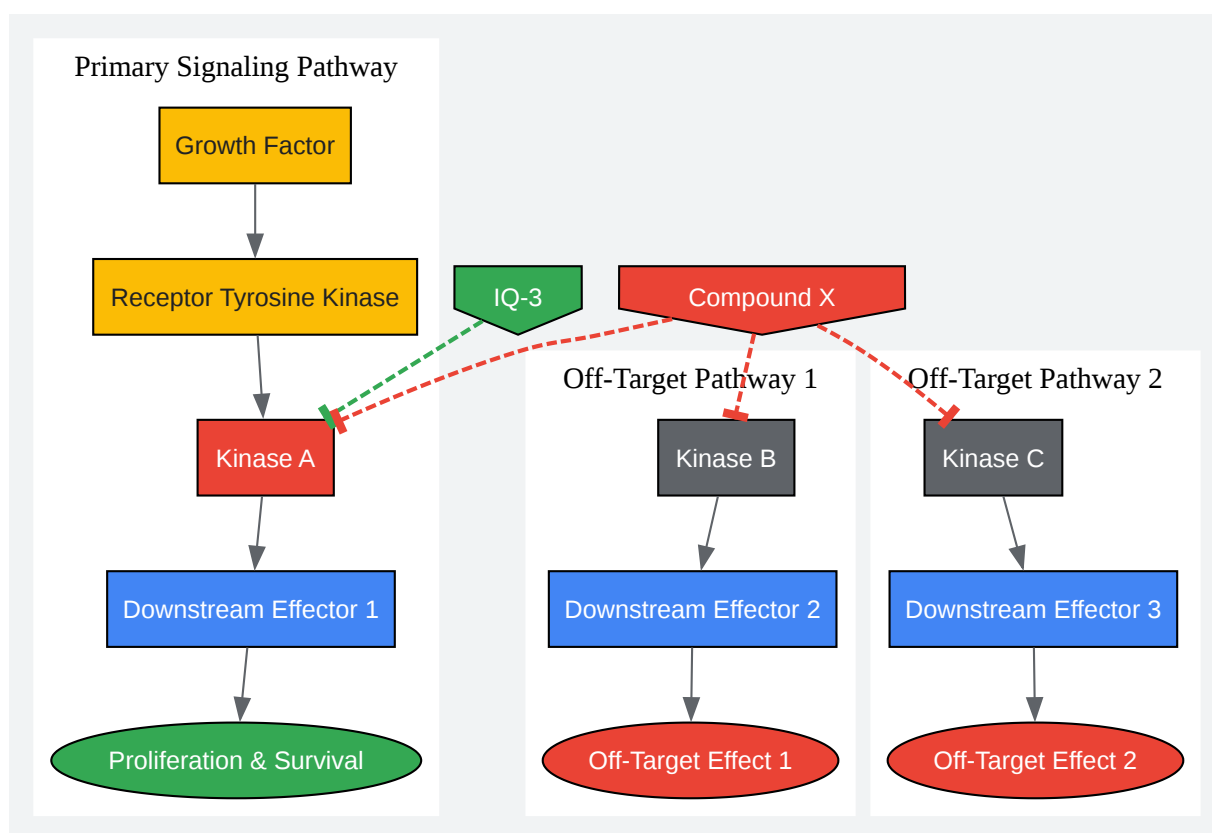 Primary Signaling Pathway
Growth Factor
Receptor Tyrosine Kinase
IQ-3
Compound X
Off-Target Pathway 1
Off-Target Pathway 2
Kinase A
Kinase B
Kinase C
Downstream Effector 1
Downstream Effector 2
Downstream Effector 3
Proliferation & Survival
Off-Target Effect 1
Off-Target Effect 2